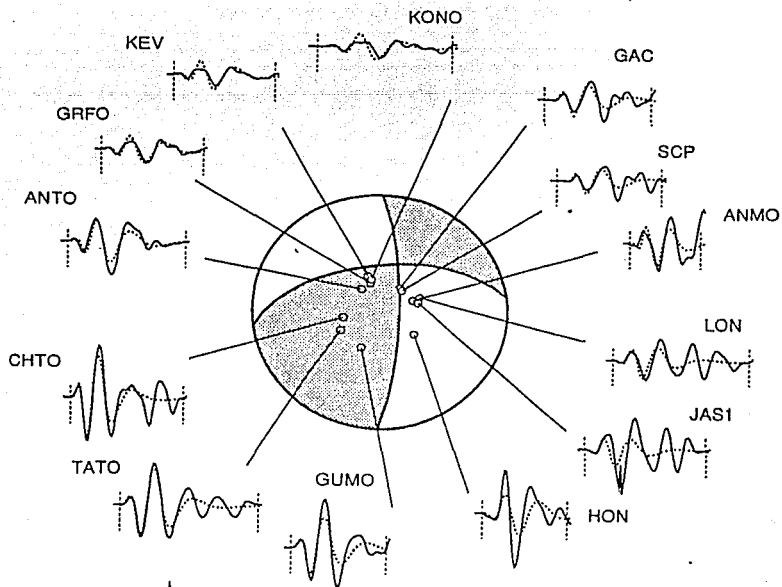 KONO
KEV
GAC
GRFO
SCP
ANTO
ANMO
LON
CHTO
JAS1
TATO
GUMO
HON